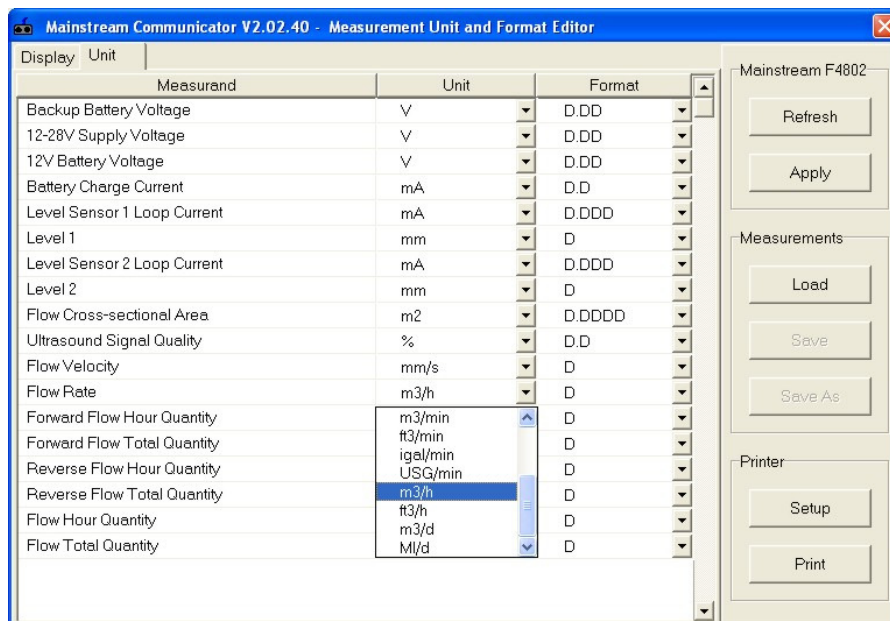 Mainstream Communicator V2.02.40 - Measurement Unit and Format Editor
Display Unit
Measurand Unit Format
Backup Battery Voltage V D.DD
12-28V Supply Voltage V D.DD
12V Battery Voltage V D.DD
Battery Charge Current mA D.D
Level Sensor 1 Loop Current mA D.DDD
Level 1 mm D
Level Sensor 2 Loop Current mA D.DDD
Level 2 mm D
Flow Cross-sectional Area m2 D.DDDD
Ultrasound Signal Quality % D.D
Flow Velocity mm/s D
Flow Rate m3/h D
Forward Flow Hour Quantity D
Forward Flow Total Quantity D
Reverse Flow Hour Quantity D
Reverse Flow Total Quantity D
Flow Hour Quantity D
Flow Total Quantity D
m3/min
ft3/min
igal/min
USG/min
m3/h
ft3/h
m3/d
Ml/d
Mainstream F4802
Refresh
Apply
Measurements
Load
Save
Save As
Printer
Setup
Print